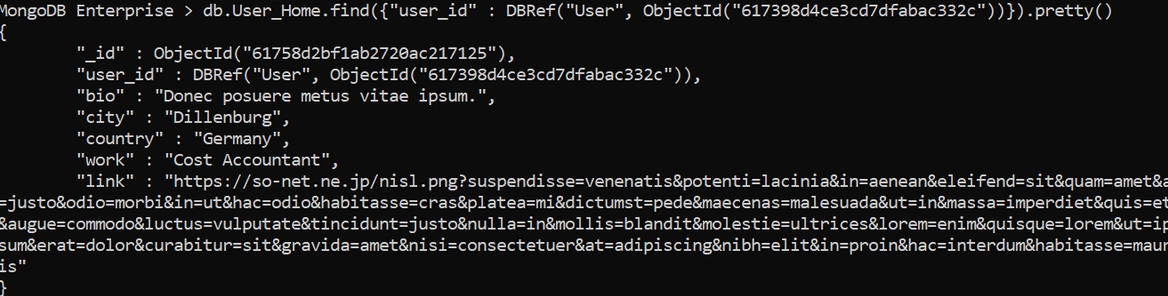 MongoDB Enterprise > db.User_Home.find({"user_id" : DBRef("User", ObjectId("617398d4ce3cd7dfabac332c"))}).pretty()
{
"_id" : ObjectId("61758d2bf1ab2720ac217125"),
"user_id" : DBRef("User", ObjectId("617398d4ce3cd7dfabac332c")),
"bio" : "Donec posuere metus vitae ipsum.",
"city" : "Dillenburg",
"country" : "Germany",
"work" : "Cost Accountant",
"link" : "https://so-net.ne.jp/nisl.png?suspendisse=venenatis&potenti=lacinia&in=aenean&eleifend=sit&quam=amet&a
=justo&odio=morbi&in=ut&hac=odio&habitasse=cras&platea=mi&dictumst=pede&maecenas=malesuada&ut=in&massa=imperdiet&quis=et
&augue=commodo&luctus=vulputate&tincidunt=justo&nulla=in&mollis=blandit&molestie=ultrices&lorem=enim&quisque=lorem&ut=ip
sum&erat=dolor&curabitur=sit&gravida=amet&nisi=consectetuer&at=adipiscing&nibh=elit&in=proin&hac=interdum&habitasse=maur
is"
}